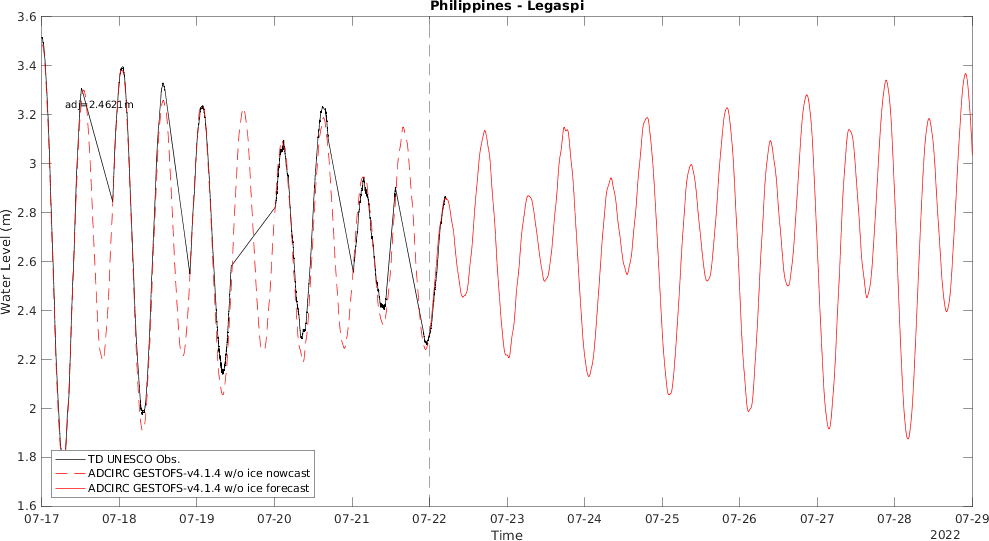 Philippines - Legaspi
3.6
3.4
adj=2.4621m
3.2
3
2.8
2.6
Water Level (m)
2.4
2.2
2
1.8
1.6
TD UNESCO Obs.
ADCIRC GESTOFS-v4.1.4 w/o ice nowcast
ADCIRC GESTOFS-v4.1.4 w/o ice forecast
07-17 07-18 07-19 07-20 07-21 07-22 07-23 07-24 07-25 07-26 07-27 07-28 07-29
Time
2022